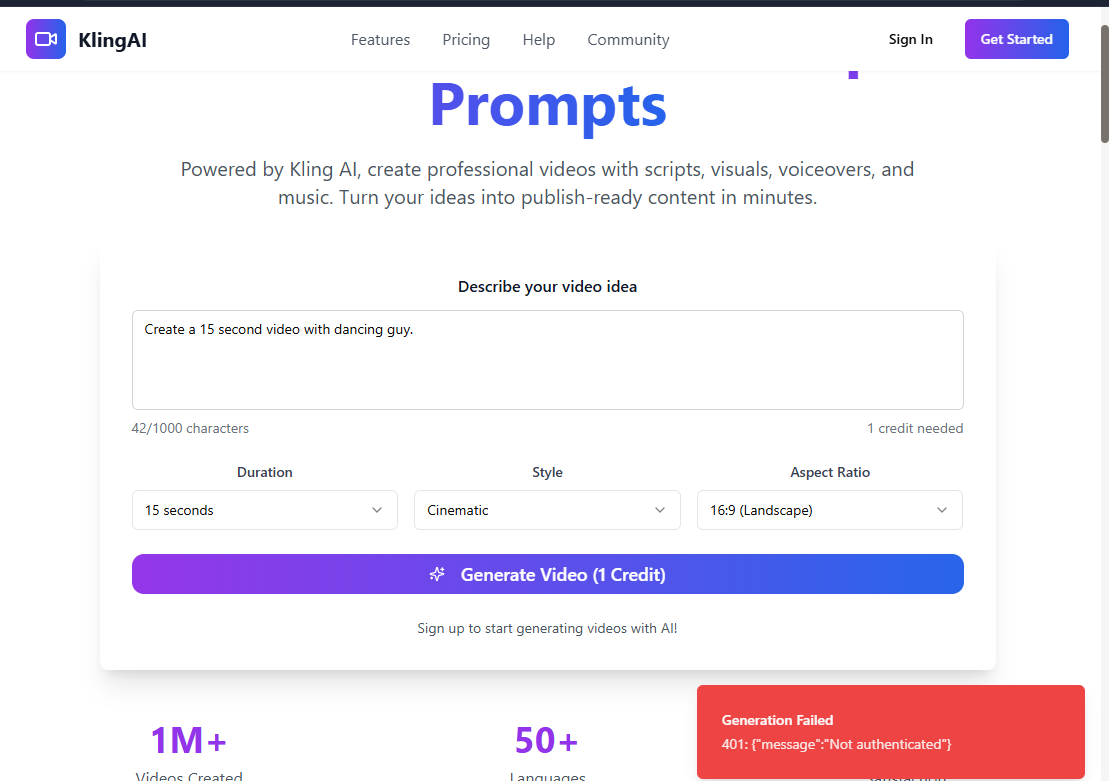 KlingAI
Features
Pricing
Help
Community
Sign In
Get Started
Prompts
Powered by Kling AI, create professional videos with scripts, visuals, voiceovers, and
music. Turn your ideas into publish-ready content in minutes.
Describe your video idea
Create a 15 second video with dancing guy.
42/1000 characters
1 credit needed
Duration
Style
Aspect Ratio
15 seconds
Cinematic
16:9 (Landscape)
Generate Video (1 Credit)
Sign up to start generating videos with AI!
1M+
50+
Videos Created
Languages
Generation Failed
401: {"message":"Not authenticated"}